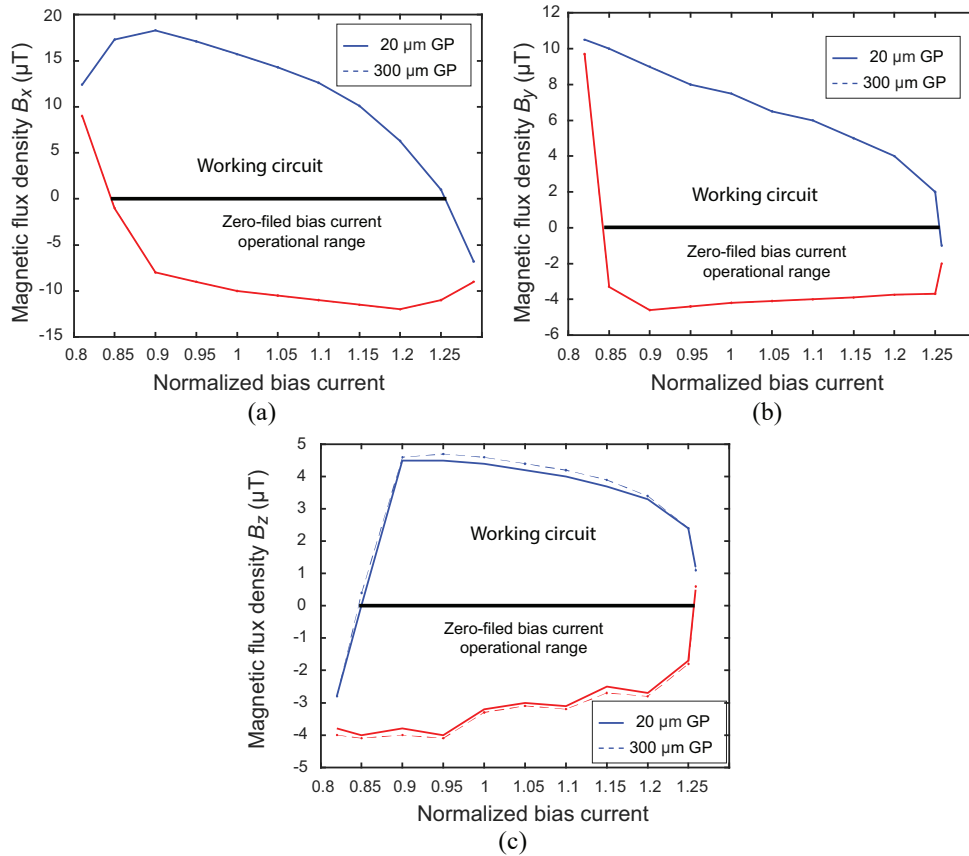 Magnetic flux density Bx (µT)
20
15
10
5
0
-5
-10
-15
20 µm GP
300 µm GP
Working circuit
Zero-filed bias current
operational range
0.8 0.85 0.9 0.95 1 1.05 1.1 1.15 1.2 1.25
Normalized bias current
(a)
Magnetic flux density By (µT)
12
10
8
6
4
2
0
-2
-4
-6
20 µm GP
300 µm GP
Working circuit
Zero-filed bias current
operational range
0.8 0.85 0.9 0.95 1 1.05 1.1 1.15 1.2 1.25
Normalized bias current
(b)
Magnetic flux density Bz (µT)
5
4
3
2
1
0
-1
-2
-3
-4
-5
Working circuit
Zero-filed bias current
operational range
20 µm GP
300 µm GP
0.8 0.85 0.9 0.95 1 1.05 1.1 1.15 1.2 1.25
Normalized bias current
(c)